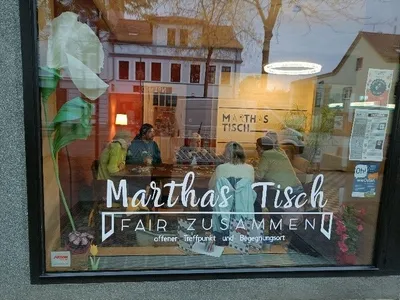 MARTHAS
TISCH
Marthas Tisch
FAIR ZUSAMMEN
offener Treffpunkt und Begegnungsort